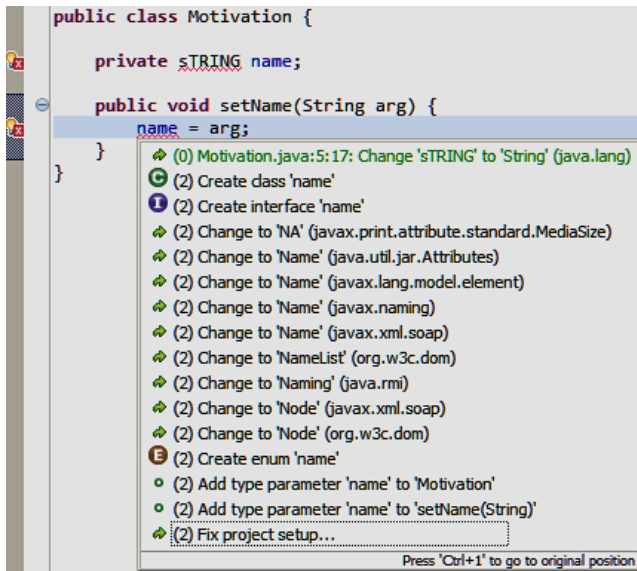 public class Motivation {
private sTRING name;
public void setName(String arg) {
name = arg;
}
}
(0) Motivation.java:5:17: Change 'sTRING' to 'String' (java.lang)
C (2) Create class 'name'
I (2) Create interface 'name'
(2) Change to 'NA' (javax.print.attribute.standard.MediaSize)
(2) Change to 'Name' (java.util.jar.Attributes)
(2) Change to 'Name' (javax.lang.model.element)
(2) Change to 'Name' (javax.naming)
(2) Change to 'Name' (javax.xml.soap)
(2) Change to 'NameList' (org.w3c.dom)
(2) Change to 'Naming' (java.rmi)
(2) Change to 'Node' (javax.xml.soap)
(2) Change to 'Node' (org.w3c.dom)
E (2) Create enum 'name'
(2) Add type parameter 'name' to 'Motivation'
(2) Add type parameter 'name' to 'setName(String)'
(2) Fix project setup...
Press 'Ctrl+1' to go to original position